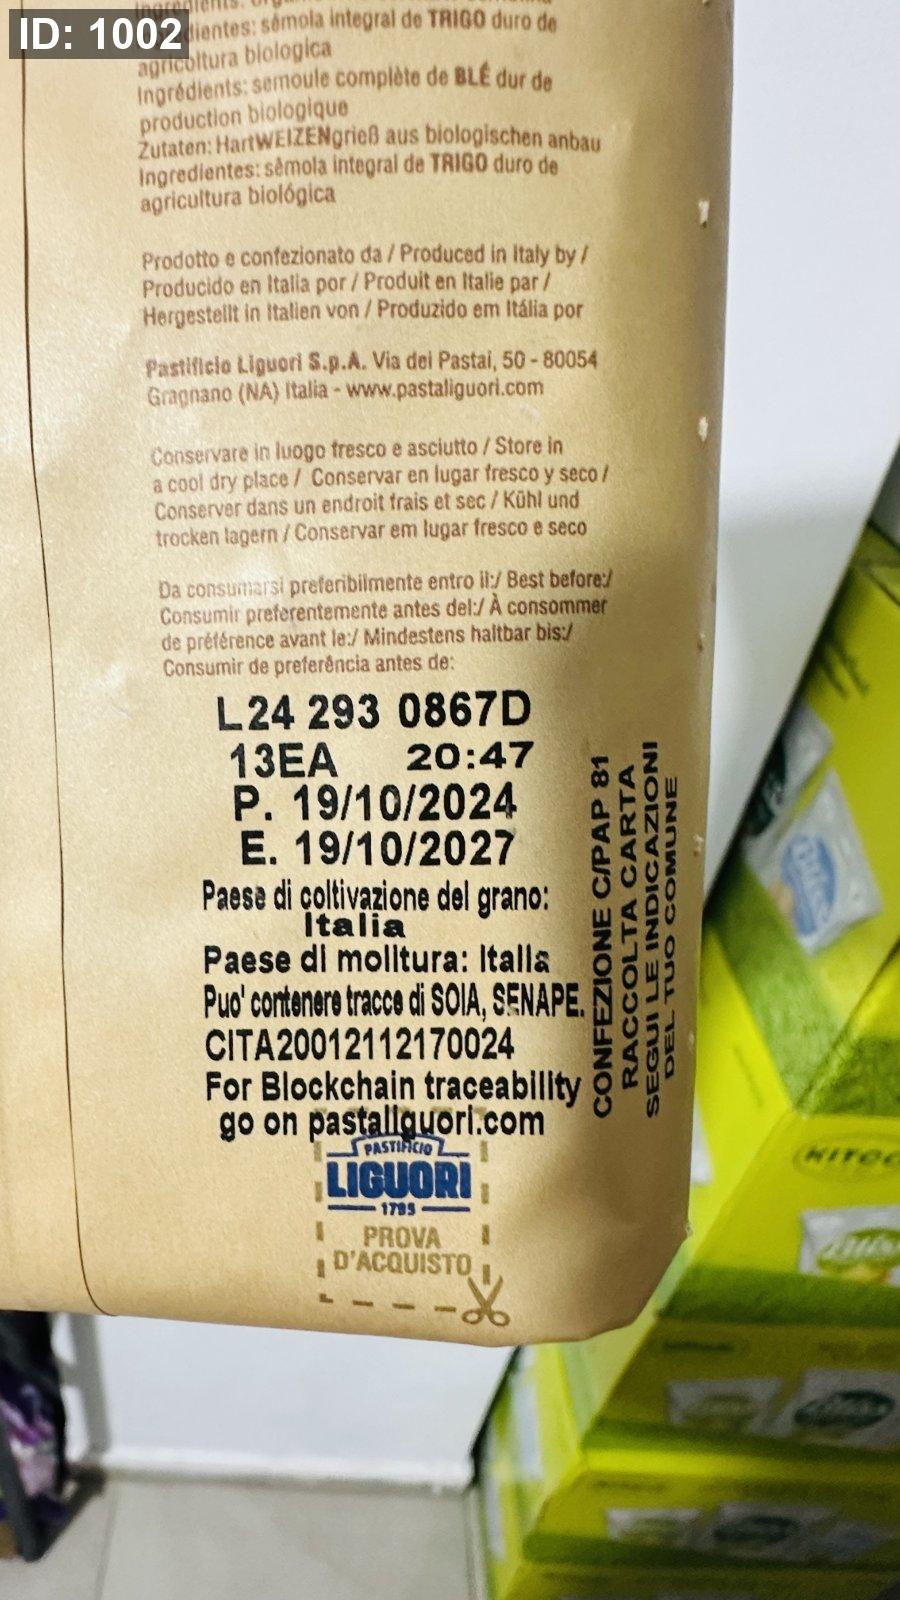 ID: 1002
Ingredientes: sêmola integral de TRIGO duro de
agricoltura biologica
Ingrédients: semoule complète de BLÉ dur de
production biologique
Zutaten: HartWEIZENgrieß aus biologischen anbau
Ingredientes: sêmola integral de TRIGO duro de
agricultura biológica
Prodotto e confezionato da / Produced in Italy by /
Producido en Italia por / Produit en Italie par /
Hergestellt in Italien von / Produzido em Itália por
Pastificio Liguori S.p.A. Via dei Pastai, 50 - 80054
Gragnano (NA) Italia - www.pastaliguori.com
Conservare in luogo fresco e asciutto / Store in
a cool dry place / Conservar en lugar fresco y seco /
Conserver dans un endroit frais et sec / Kühl und
trocken lagern / Conservar em lugar fresco e seco
Da consumarsi preferibilmente entro il:/ Best before:/
Consumir preferentemente antes del:/ À consommer
de préférence avant le:/ Mindestens haltbar bis:/
Consumir de preferência antes de:
L24 293 0867D
13EA 20:47
P. 19/10/2024
E. 19/10/2027
Paese di coltivazione del grano:
Italia
Paese di molitura: Italia
Puo' contenere tracce di SOIA, SENAPE.
CITA20012112170024
For Blockchain traceability
go on pastaliguori.com
CONFEZIONE C/PAP 81
RACCOLTA CARTA
SEGUI LE INDICAZIONI
DEL TUO COMUNE
PASTIFICIO
LIGUORI
1795
PROVA
D'ACQUISTO